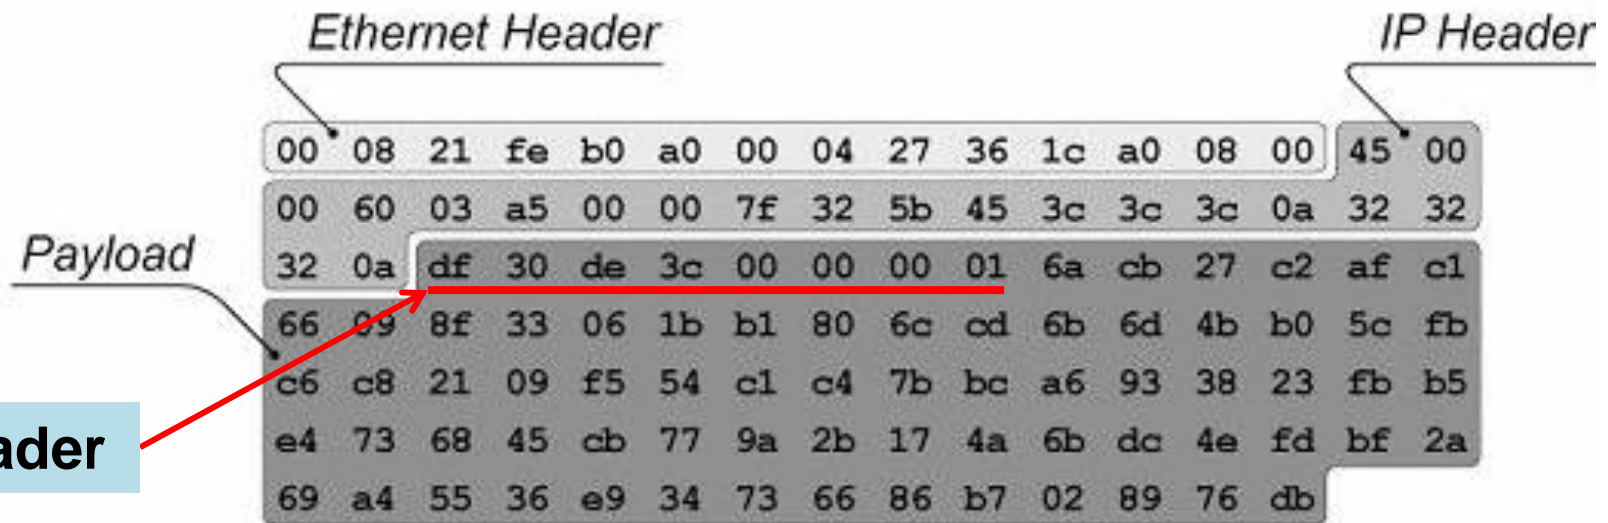 Ethernet Header
IP Header
00 08 21 fe b0 a0 00 04 27 36 1c a0 08 00 45 00
00 60 03 a5 00 00 7f 32 5b 45 3c 3c 3c 0a 32 32
Payload
32 0a df 30 de 3c 00 00 00 01 6a cb 27 c2 af c1
66 09 8f 33 06 1b b1 80 6c cd 6b 6d 4b b0 5c fb
c6 c8 21 09 f5 54 c1 c4 7b bc a6 93 38 23 fb b5
ader
e4 73 68 45 cb 77 9a 2b 17 4a 6b dc 4e fd bf 2a
69 a4 55 36 e9 34 73 66 86 b7 02 89 76 db